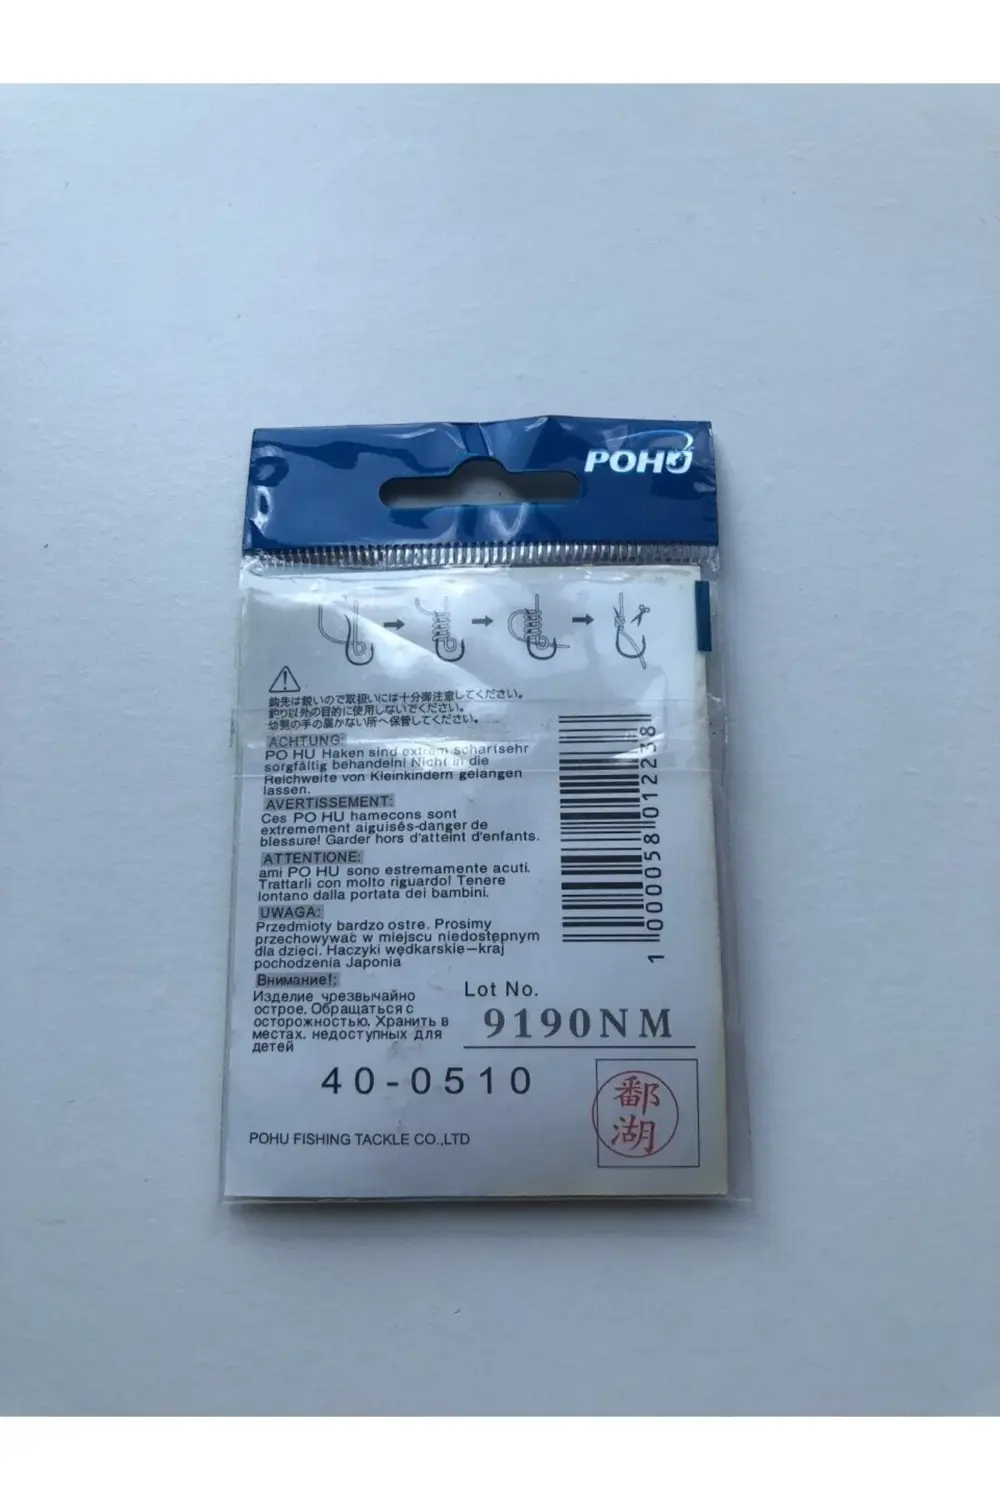 POHU
鈎先は鋭いので取扱いには十分御注意してください。
釣り以外の目的に使用しないでください。
幼児の手の届かない所へ保管してください。
ACHTUNG:
PO HU Haken sind extrem scharfsehr
sorgfältig behandeln! Nicht in die
Reichweite von Kleinkindern gelangen
lassen.
AVERTISSEMENT:
Ces PO HU hamecons sont
extremement aiguisés-danger de
blessure! Garder hors d'atteint d'enfants.
ATTENTIONE:
ami PO HU sono estremamente acuti.
Trattarli con molto riguardo! Tenere
lontano dalla portata dei bambini.
UWAGA:
Przedmioty bardzo ostre. Prosimy
przechowywać w miejscu niedostępnym
dla dzieci. Haczyki wędkarskie—kraj
pochodzenia Japonia
Внимание!:
Изделие чрезвычайно
острое. Обращаться с
осторожностью. Хранить в
местах. недоступных для
детей
1000058012238
Lot No.
9190NM
40-0510
POHU FISHING TACKLE CO.,LTD
鄱
湖